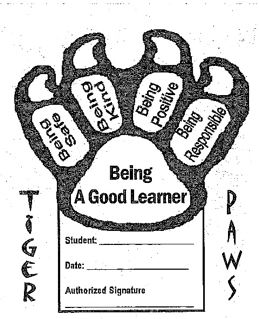 Being
Safe
Being
Kind
Being
Positive
Being
Responsible
Being
A Good Learner
TIGER
PAWS
Student:
Date:
Authorized Signature